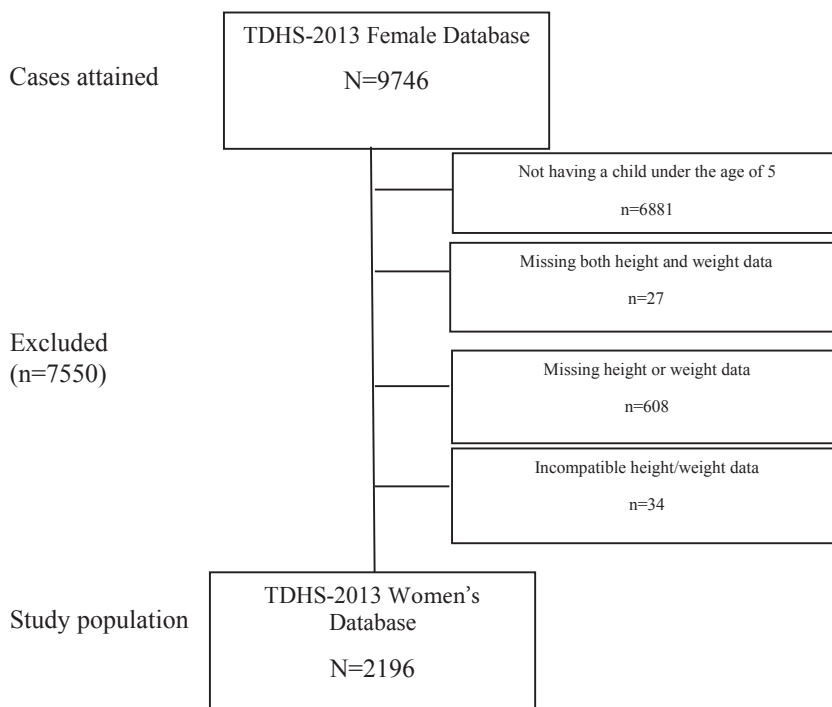 TDHS-2013 Female Database
N=9746
Cases attained
Not having a child under the age of 5
n=6881
Missing both height and weight data
n=27
Excluded
(n=7550)
Missing height or weight data
n=608
Incompatible height/weight data
n=34
Study population
TDHS-2013 Women's
Database
N=2196